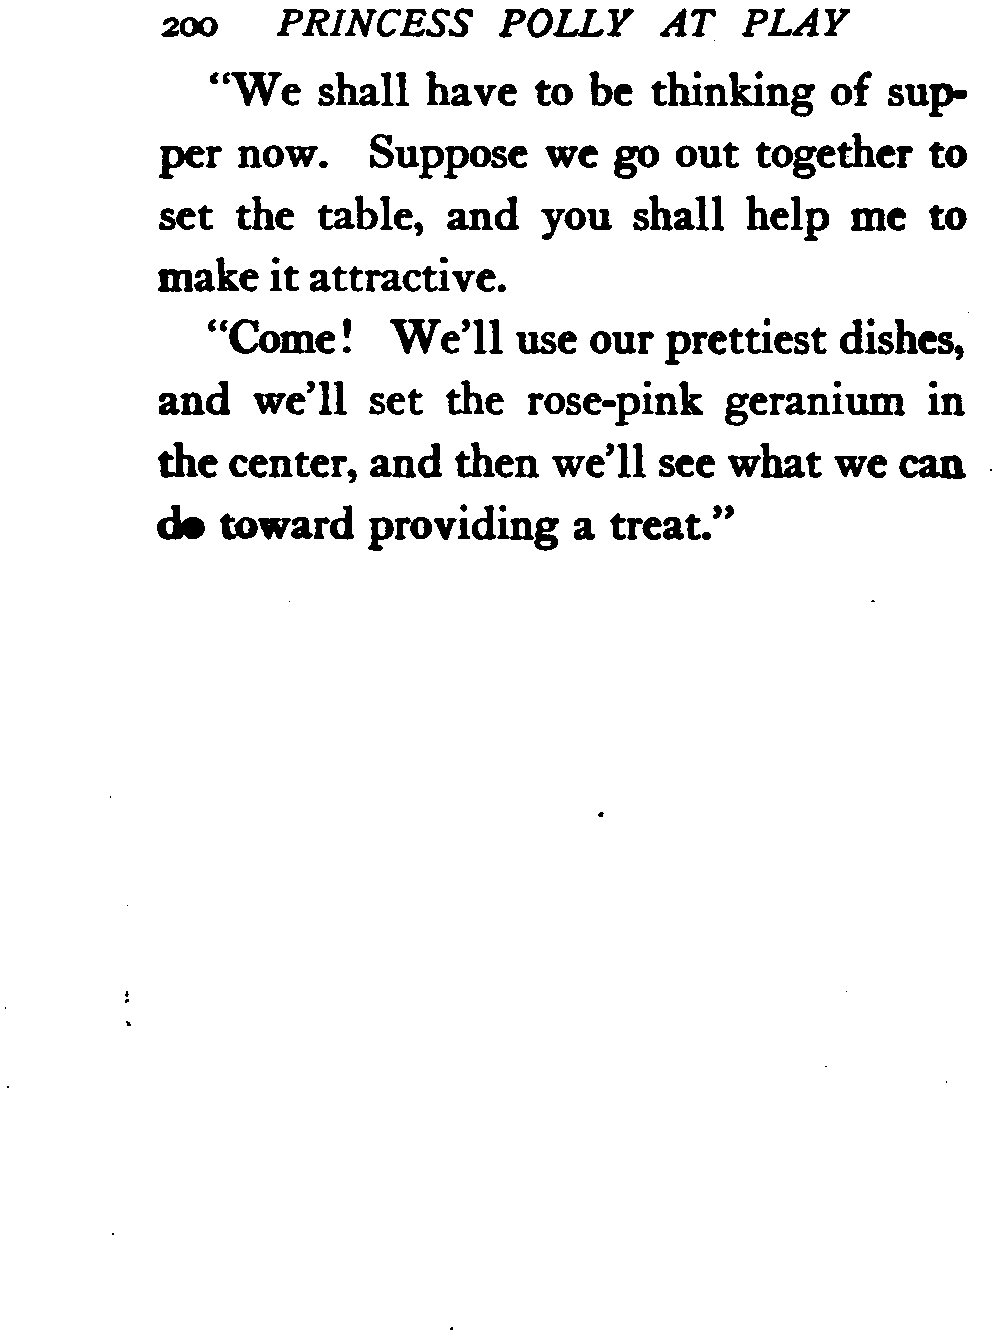 200 PRINCESS POLLY AT PLAY
"We shall have to be thinking of sup-
per now. Suppose we go out together to
set the table, and you shall help me to
make it attractive.
"Come! We'll use our prettiest dishes,
and we'll set the rose-pink geranium in
the center, and then we'll see what we can
do toward providing a treat."